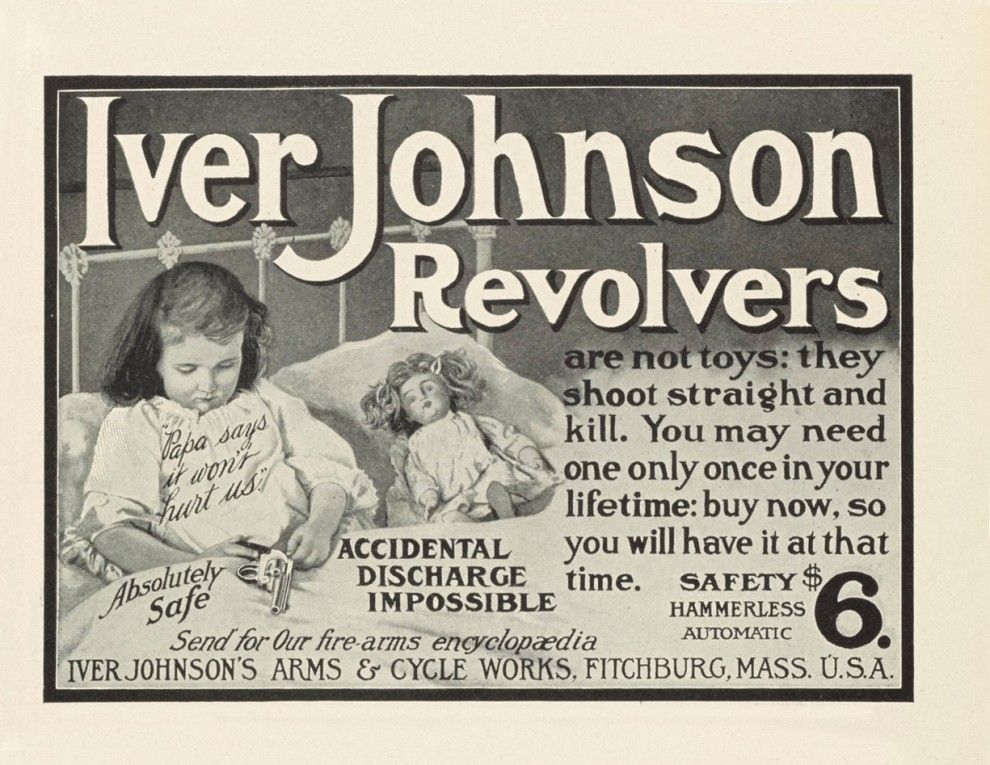 Iver Johnson
Revolvers
are not toys: they
shoot straight and
kill. You may need
one only once in your
lifetime: buy now, so
you will have it at that
time.
SAFETY $6.
HAMMERLESS
AUTOMATIC
"Papa says
it won't
hurt us."
Absolutely
Safe
ACCIDENTAL
DISCHARGE
IMPOSSIBLE
Send for Our fire-arms encyclopædia
IVER JOHNSON'S ARMS & CYCLE WORKS, FITCHBURG, MASS. U.S.A.